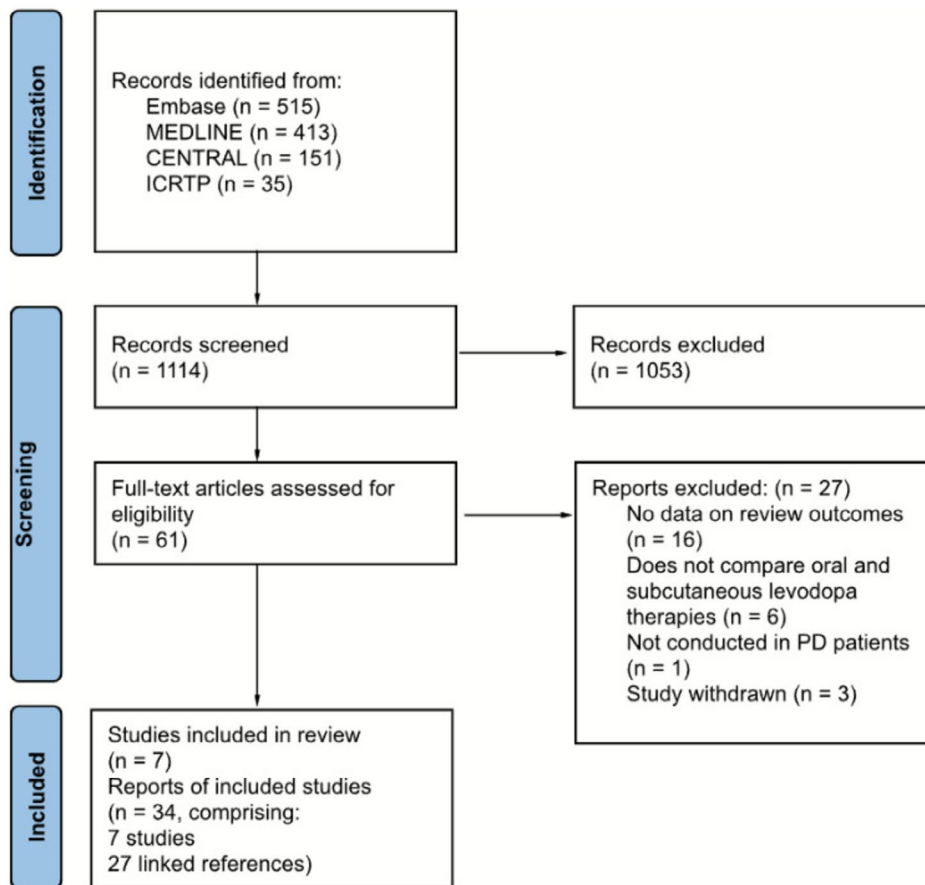 Identification
Records identified from:
Embase (n = 515)
MEDLINE (n = 413)
CENTRAL (n = 151)
ICRTP (n = 35)
Screening
Records screened
(n = 1114)
Records excluded
(n = 1053)
Full-text articles assessed for
eligibility
(n = 61)
Reports excluded: (n = 27)
No data on review outcomes
(n = 16)
Does not compare oral and
subcutaneous levodopa
therapies (n = 6)
Not conducted in PD patients
(n = 1)
Study withdrawn (n = 3)
Included
Studies included in review
(n = 7)
Reports of included studies
(n = 34, comprising:
7 studies
27 linked references)